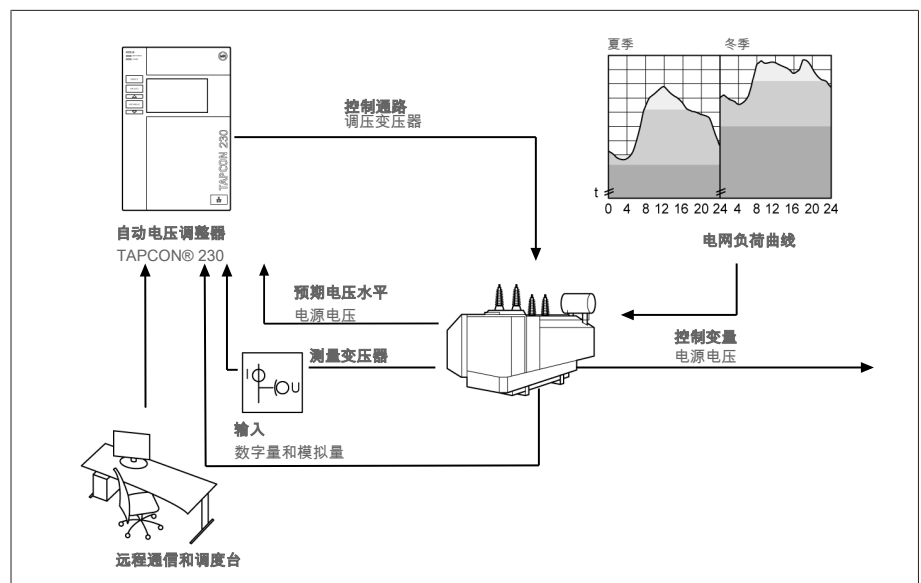 夏季
冬季
控制通路
调压变压器
TAPCON 230
自动电压调整器
TAPCON® 230
t
0 4 8 12 16 20 24 4 8 12 16 20 24
电网负荷曲线
预期电压水平
电源电压
控制变量
电源电压
测量变压器
I
U
输入
数字量和模拟量
远程通信和调度台